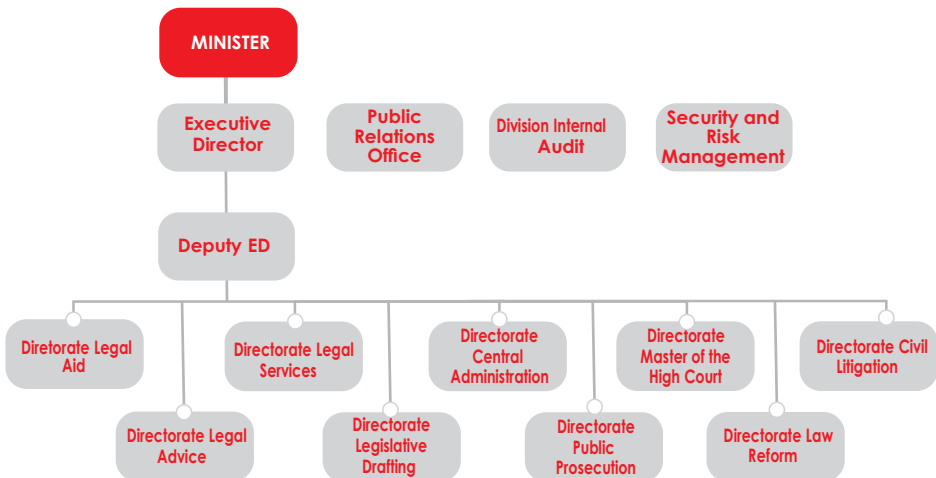 MINISTER
Executive
Director
Public
Relations
Office
Division Internal
Audit
Security and
Risk
Management
Deputy ED
Diretorate Legal
Aid
Directorate Legal
Services
Directorate
Central
Administration
Directorate
Master of the
High Court
Directorate Civil
Litigation
Directorate Legal
Advice
Directorate
Legislative
Drafting
Directorate
Public
Prosecution
Directorate Law
Reform